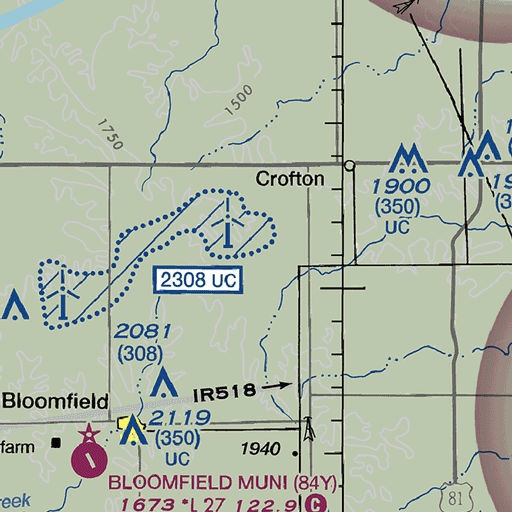 1500
1750
Crofton
1900
(350)
UC
2308 UC
2081
(308)
Bloomfield
IR518
2119
(350)
UC
farm
1940
BLOOMFIELD MUNI (84Y)
1673 *L 27 122.9 C
reek
81